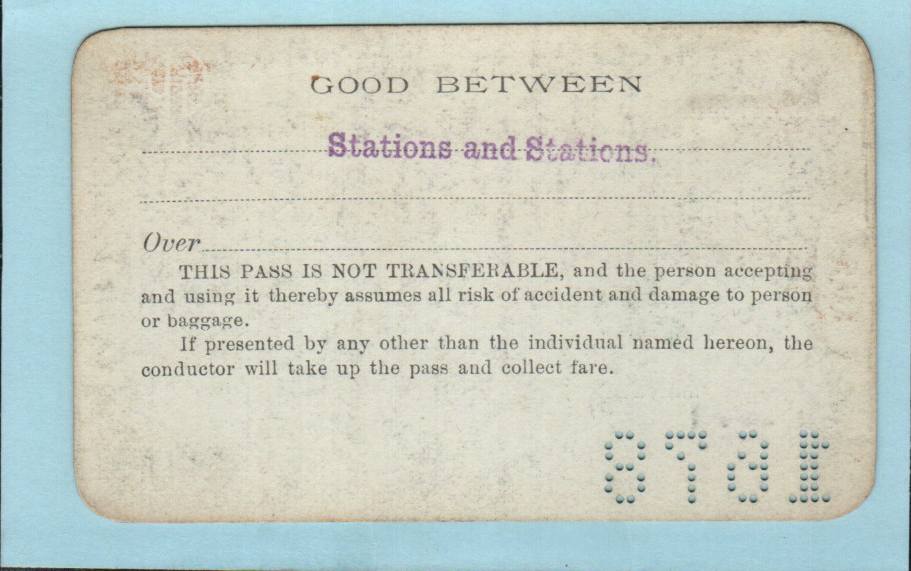 GOOD BETWEEN
Stations and Stations.
Over
THIS PASS IS NOT TRANSFERABLE, and the person accepting
and using it thereby assumes all risk of accident and damage to person
or baggage.
If presented by any other than the individual named hereon, the
conductor will take up the pass and collect fare.